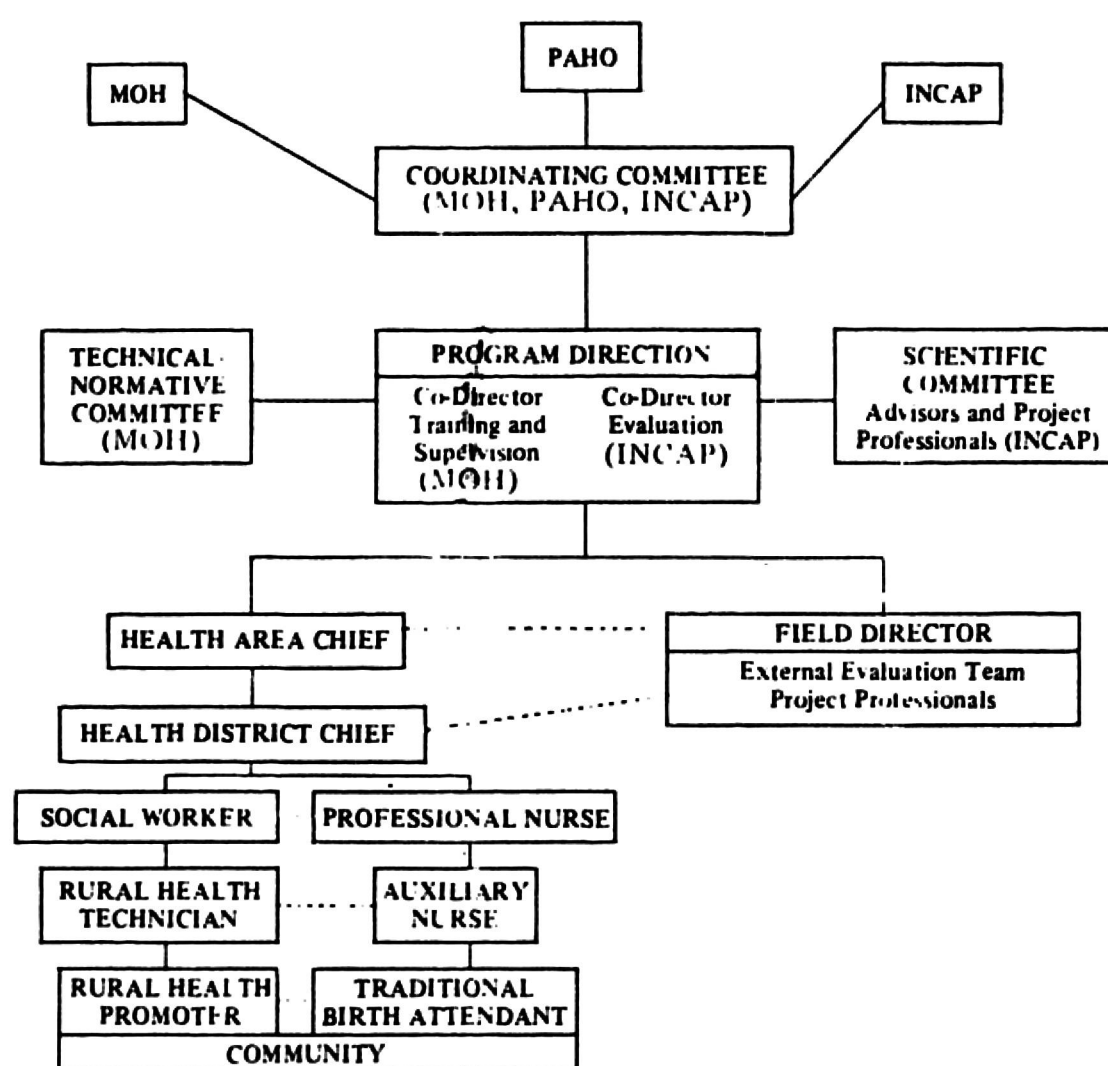 PAHO
MOH
INCAP
COORDINATING COMMITTEE
(MOH, PAHO, INCAP)
TECHNICAL-
NORMATIVE
COMMITTEE
(MOH)
PROGRAM DIRECTION
Co-Director
Training and
Supervision
(MOH)
Co-Director
Evaluation
(INCAP)
SCIENTIFIC
COMMITTEE
Advisors and Project
Professionals (INCAP)
HEALTH AREA CHIEF
FIELD DIRECTOR
External Evaluation Team
Project Professionals
HEALTH DISTRICT CHIEF
SOCIAL WORKER
PROFESSIONAL NURSE
RURAL HEALTH
TECHNICIAN
AUXILIARY
NURSE
RURAL HEALTH
PROMOTER
TRADITIONAL
BIRTH ATTENDANT
COMMUNITY